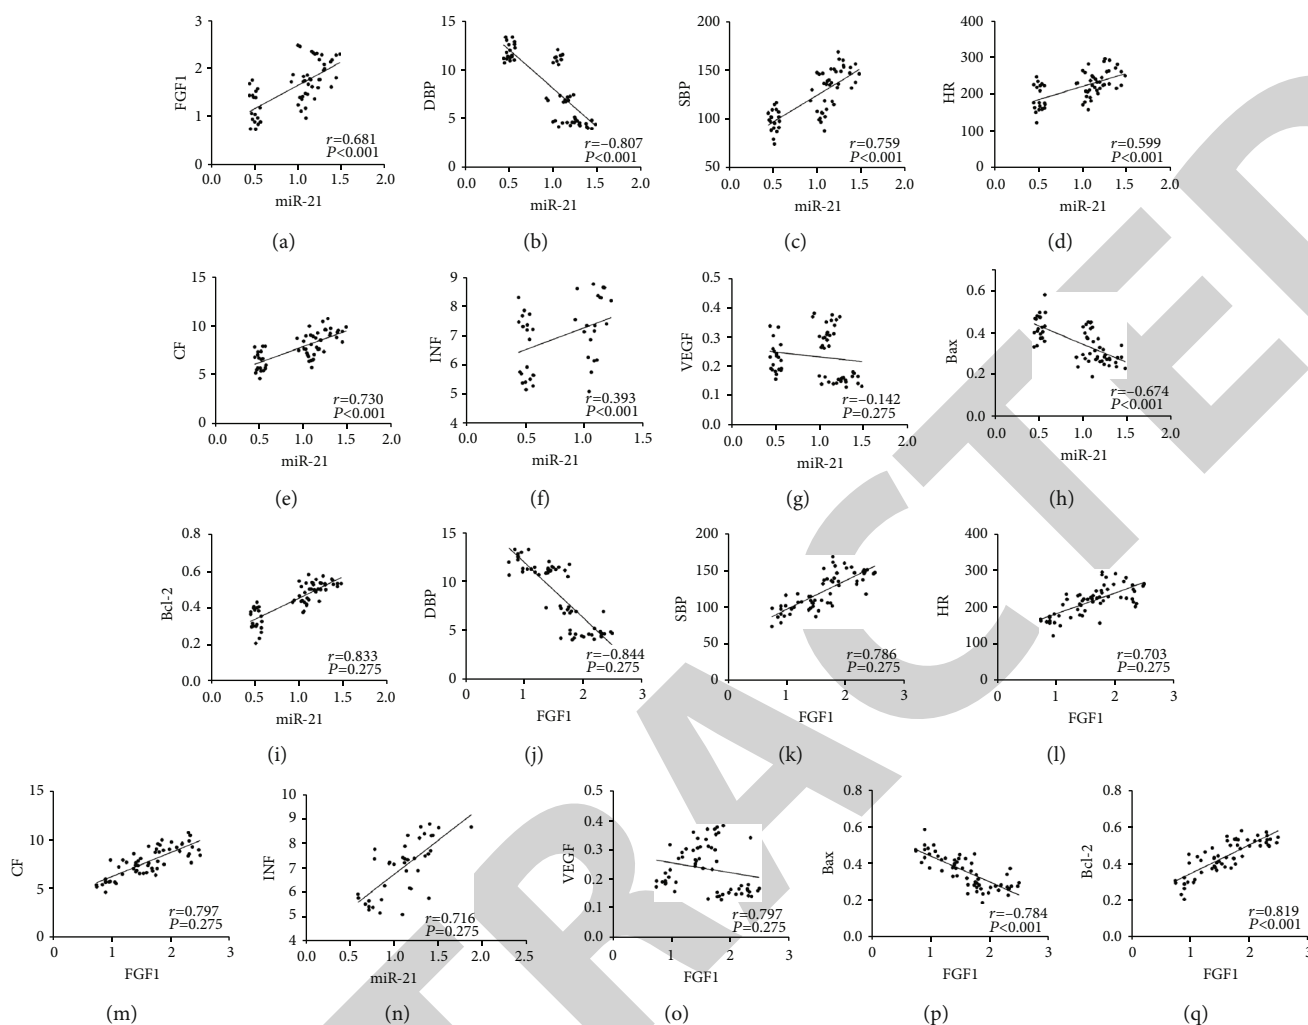 3
2
1
0
FGF1
r=0.681
P<0.001
0.0 0.5 1.0 1.5 2.0
miR-21
(a)
15
10
5
0
DBP
r=−0.807
P<0.001
0.0 0.5 1.0 1.5 2.0
miR-21
(b)
200
150
100
50
SBP
r=0.759
P<0.001
0.0 0.5 1.0 1.5 2.0
miR-21
(c)
400
300
200
100
0
HR
r=0.599
P<0.001
0.0 0.5 1.0 1.5 2.0
miR-21
(d)
15
10
5
0
CF
r=0.730
P<0.001
0.0 0.5 1.0 1.5 2.0
miR-21
(e)
9
8
7
6
5
4
INF
r=0.393
P<0.001
0.0 0.5 1.0 1.5
miR-21
(f)
0.5
0.4
0.3
0.2
0.1
0.0
VEGF
r=−0.142
P=0.275
0.0 0.5 1.0 1.5 2.0
miR-21
(g)
0.6
0.4
0.2
0.0
Bax
r=−0.674
P<0.001
0.0 0.5 1.0 1.5 2.0
miR-21
(h)
0.8
0.6
0.4
0.2
0.0
Bcl-2
r=0.833
P=0.275
0.0 0.5 1.0 1.5 2.0
miR-21
(i)
15
10
5
0
DBP
r=−0.844
P=0.275
0 1 2 3
FGF1
(j)
200
150
100
50
0
SBP
r=0.786
P=0.275
0 1 2 3
FGF1
(k)
400
300
200
100
0
HR
r=0.703
P=0.275
0 1 2 3
FGF1
(l)
15
10
5
0
CF
r=0.797
P=0.275
0 1 2 3
FGF1
(m)
10
9
8
7
6
5
4
INF
r=0.716
P=0.275
0.0 0.5 1.0 1.5 2.0 2.5
miR-21
(n)
0.5
0.4
0.3
0.2
0.1
0.0
VEGF
r=0.797
P=0.275
0 1 2 3
FGF1
(o)
0.8
0.6
0.4
0.2
0.0
Bax
r=−0.784
P<0.001
0 1 2 3
FGF1
(p)
0.8
0.6
0.4
0.2
0.0
Bcl-2
r=0.819
P<0.001
0 1 2 3
FGF1
(q)
TRACTED